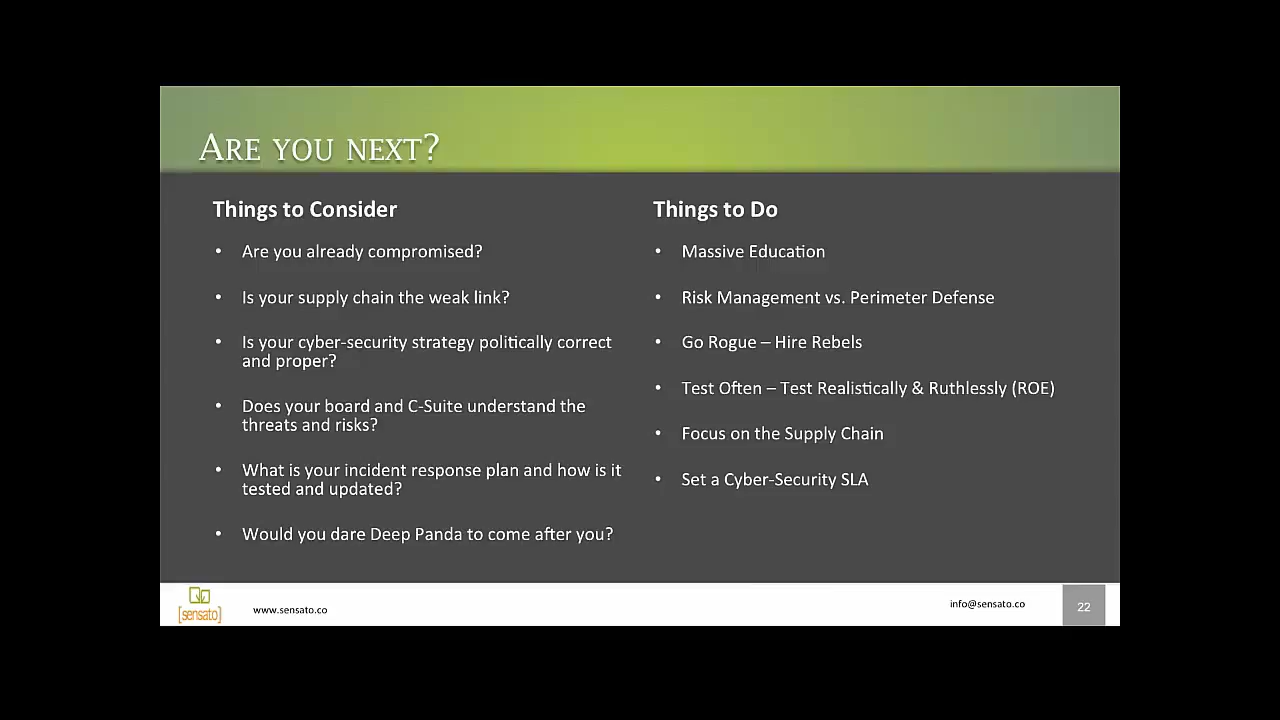 Are you next?
Things to Consider
• Are you already compromised?
• Is your supply chain the weak link?
• Is your cyber-security strategy politically correct
and proper?
• Does your board and C-Suite understand the
threats and risks?
• What is your incident response plan and how is it
tested and updated?
• Would you dare Deep Panda to come after you?
Things to Do
• Massive Education
• Risk Management vs. Perimeter Defense
• Go Rogue – Hire Rebels
• Test Often – Test Realistically & Ruthlessly (ROE)
• Focus on the Supply Chain
• Set a Cyber-Security SLA
[sensato]
www.sensato.co
info@sensato.co
22